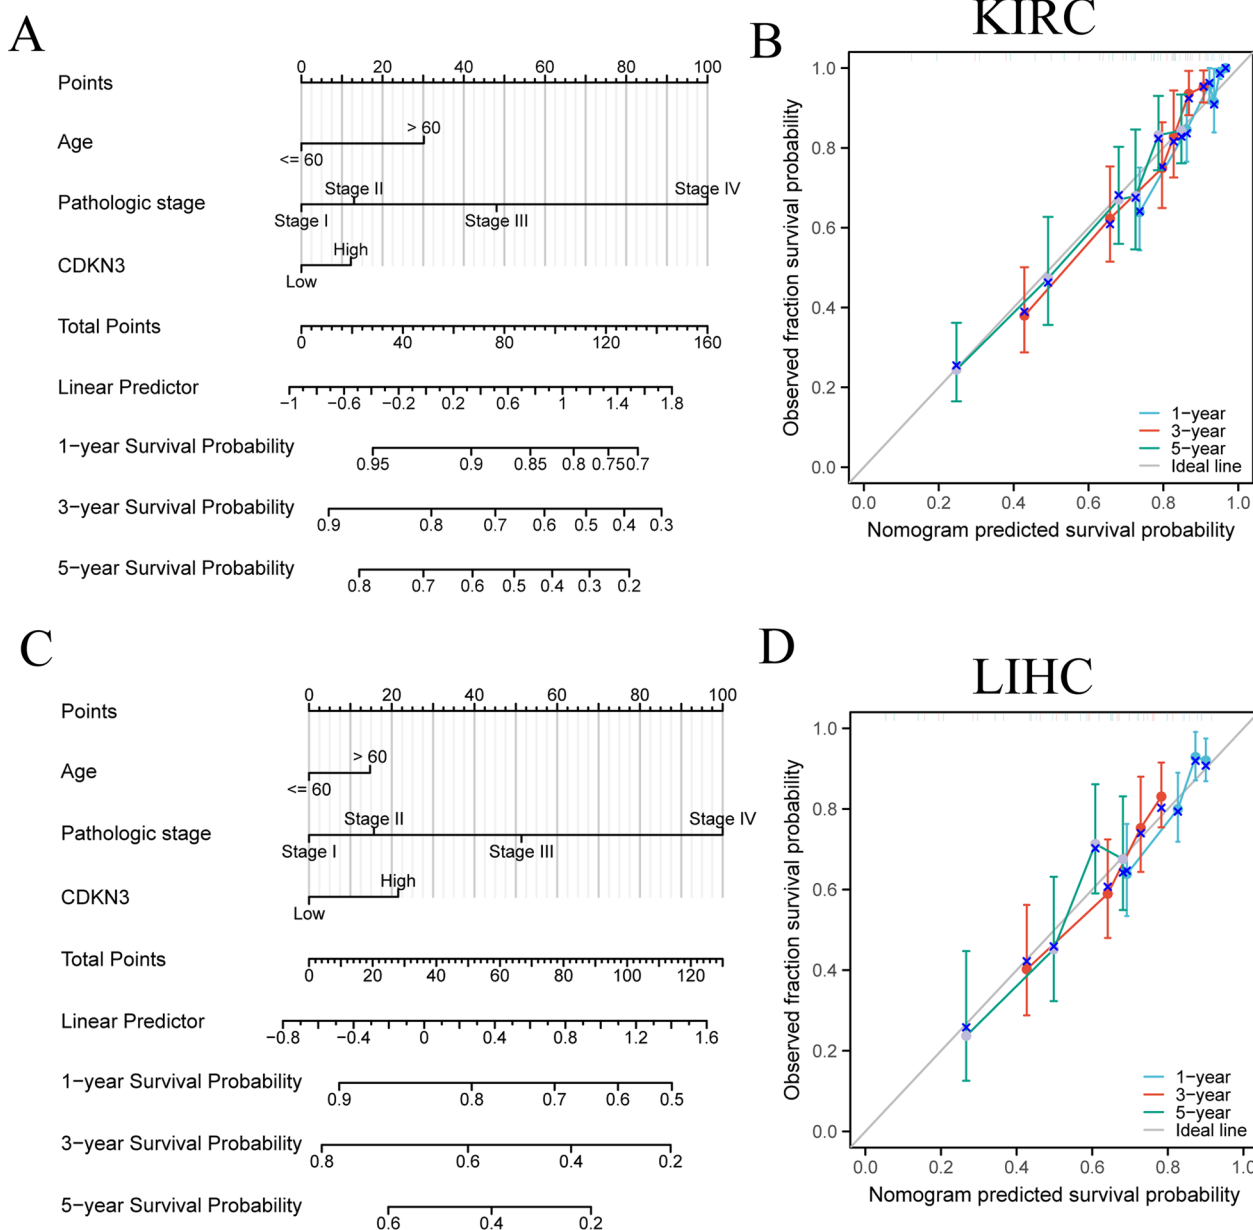 A
Points
0 20 40 60 80 100
Age
> 60
<= 60
Pathologic stage
Stage II Stage IV
Stage I Stage III
CDKN3
High
Low
Total Points
0 40 80 120 160
Linear Predictor
−1 −0.6 −0.2 0.2 0.6 1 1.4 1.8
1−year Survival Probability
0.95 0.9 0.85 0.8 0.75 0.7
3−year Survival Probability
0.9 0.8 0.7 0.6 0.5 0.4 0.3
5−year Survival Probability
0.8 0.7 0.6 0.5 0.4 0.3 0.2
B
KIRC
Observed fraction survival probability
1.0
0.8
0.6
0.4
0.2
0.0
1−year
3−year
5−year
Ideal line
0.0 0.2 0.4 0.6 0.8 1.0
Nomogram predicted survival probability
C
Points
0 20 40 60 80 100
Age
> 60
<= 60
Pathologic stage
Stage II Stage IV
Stage I Stage III
CDKN3
High
Low
Total Points
0 20 40 60 80 100 120
Linear Predictor
−0.8 −0.4 0 0.4 0.8 1.2 1.6
1−year Survival Probability
0.9 0.8 0.7 0.6 0.5
3−year Survival Probability
0.8 0.6 0.4 0.2
5−year Survival Probability
0.6 0.4 0.2
D
LIHC
Observed fraction survival probability
1.0
0.8
0.6
0.4
0.2
0.0
1−year
3−year
5−year
Ideal line
0.0 0.2 0.4 0.6 0.8 1.0
Nomogram predicted survival probability